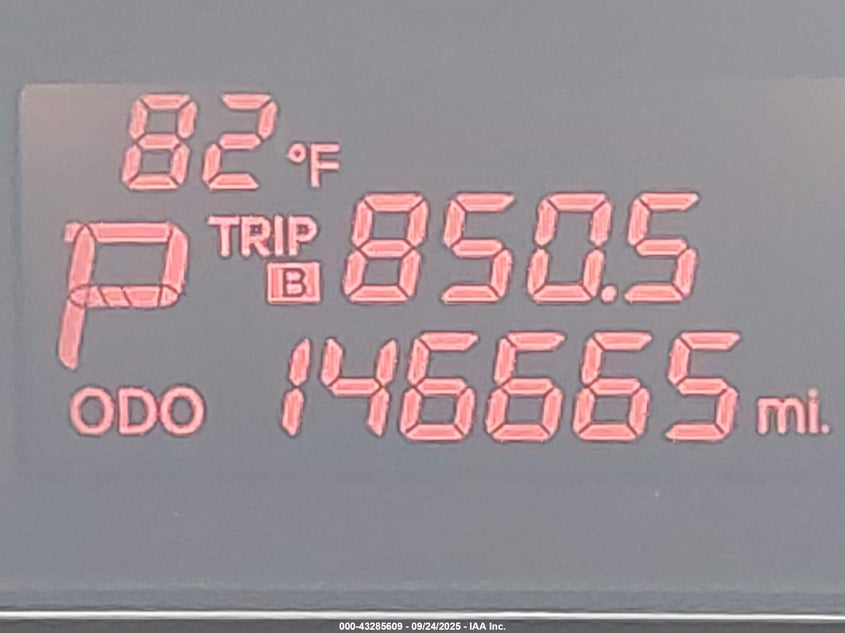 82 °F
P TRIP B 850.5
ODO 146665 mi.
000-43285609 - 09/24/2025 - IAA Inc.